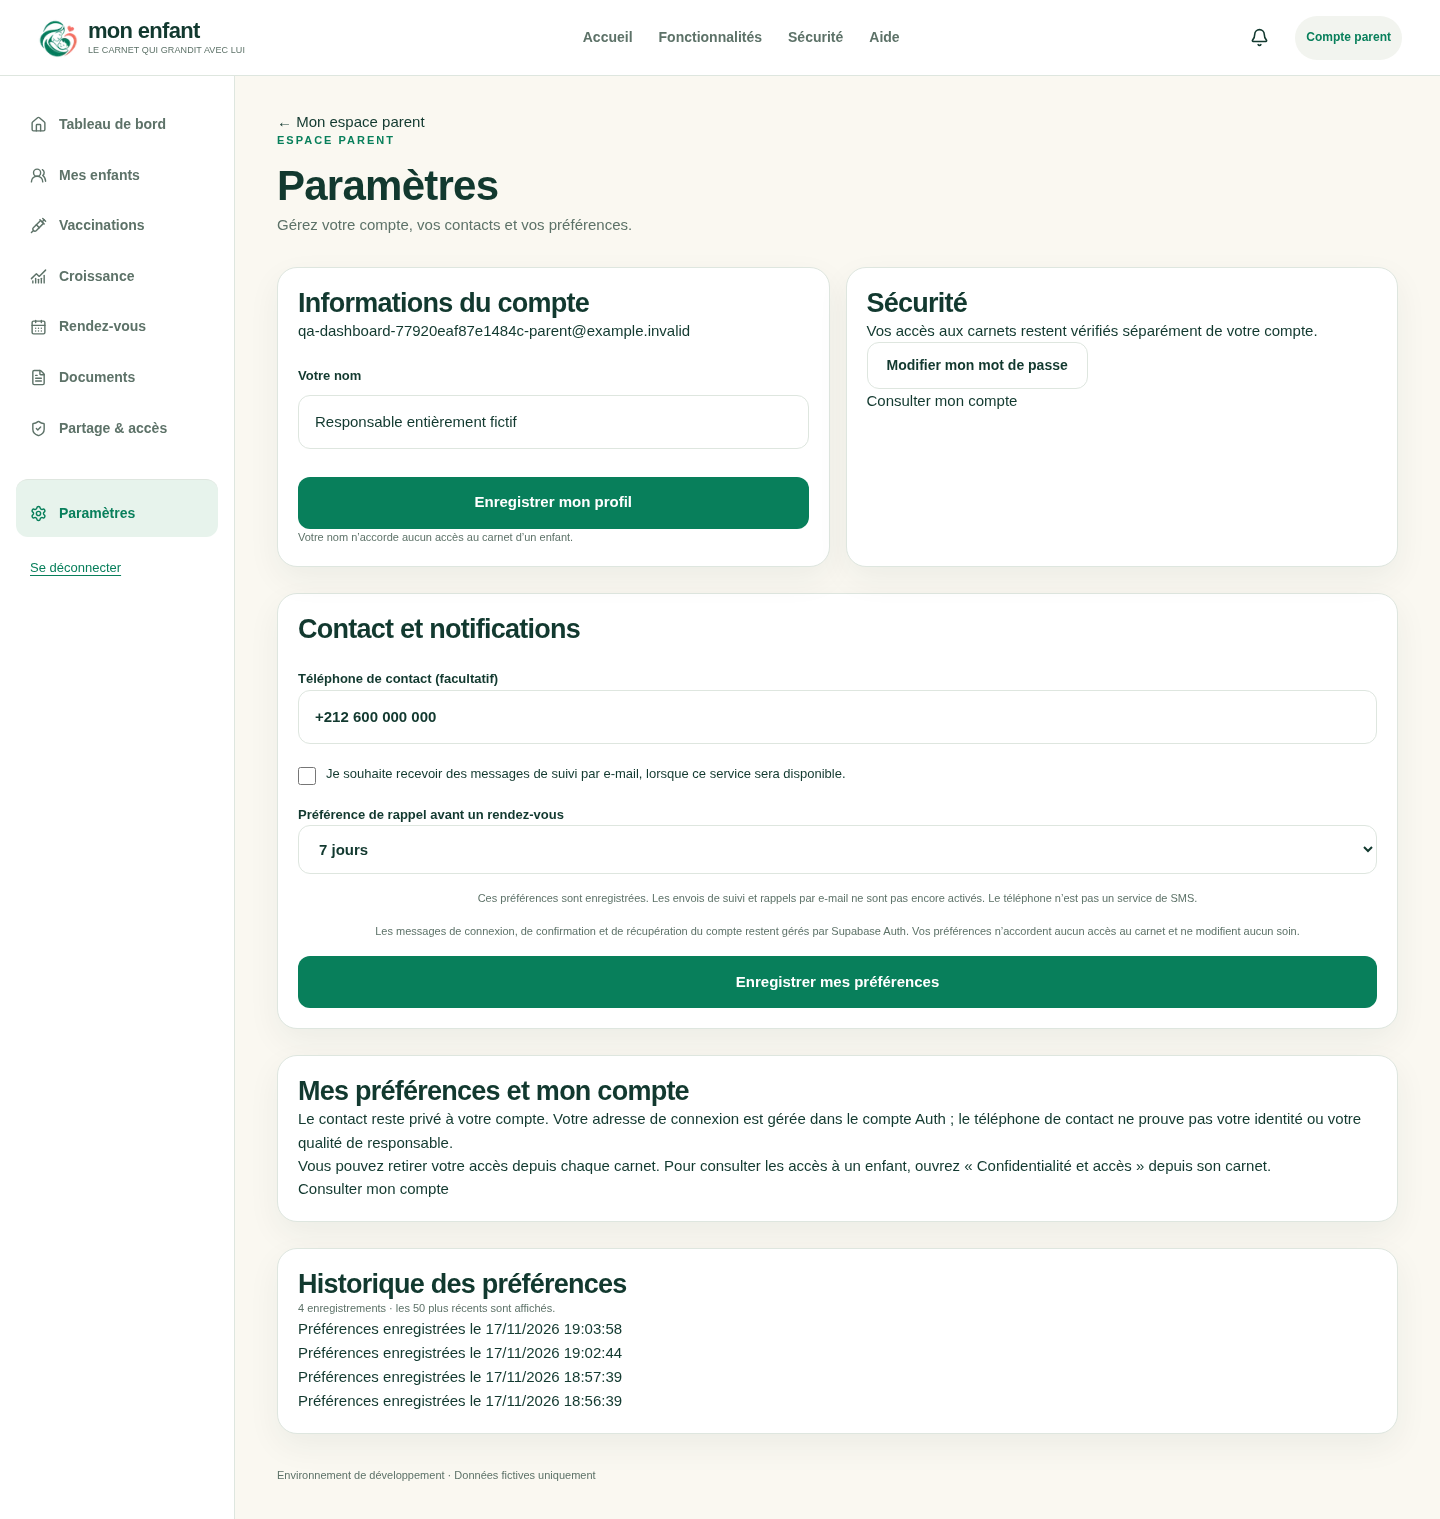 mon enfant
LE CARNET QUI GRANDIT AVEC LUI
Accueil
Fonctionnalités
Sécurité
Aide
Compte parent
Tableau de bord
Mes enfants
Vaccinations
Croissance
Rendez-vous
Documents
Partage & accès
Paramètres
Se déconnecter
← Mon espace parent
ESPACE PARENT
Paramètres
Gérez votre compte, vos contacts et vos préférences.
Informations du compte
qa-dashboard-77920eaf87e1484c-parent@example.invalid
Votre nom
Responsable entièrement fictif
Enregistrer mon profil
Votre nom n’accorde aucun accès au carnet d’un enfant.
Sécurité
Vos accès aux carnets restent vérifiés séparément de votre compte.
Modifier mon mot de passe
Consulter mon compte
Contact et notifications
Téléphone de contact (facultatif)
+212 600 000 000
Je souhaite recevoir des messages de suivi par e-mail, lorsque ce service sera disponible.
Préférence de rappel avant un rendez-vous
7 jours
Ces préférences sont enregistrées. Les envois de suivi et rappels par e-mail ne sont pas encore activés. Le téléphone n’est pas un service de SMS.
Les messages de connexion, de confirmation et de récupération du compte restent gérés par Supabase Auth. Vos préférences n’accordent aucun accès au carnet et ne modifient aucun soin.
Enregistrer mes préférences
Mes préférences et mon compte
Le contact reste privé à votre compte. Votre adresse de connexion est gérée dans le compte Auth ; le téléphone de contact ne prouve pas votre identité ou votre
qualité de responsable.
Vous pouvez retirer votre accès depuis chaque carnet. Pour consulter les accès à un enfant, ouvrez « Confidentialité et accès » depuis son carnet.
Consulter mon compte
Historique des préférences
4 enregistrements · les 50 plus récents sont affichés.
Préférences enregistrées le 17/11/2026 19:03:58
Préférences enregistrées le 17/11/2026 19:02:44
Préférences enregistrées le 17/11/2026 18:57:39
Préférences enregistrées le 17/11/2026 18:56:39
Environnement de développement · Données fictives uniquement